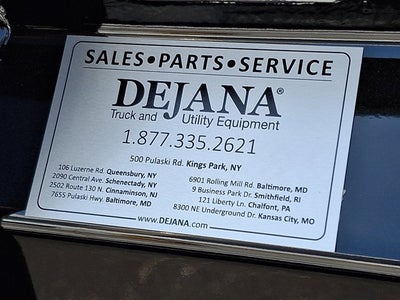 SALES•PARTS•SERVICE
DEJANA®
Truck and Utility Equipment
1.877.335.2621
500 Pulaski Rd. Kings Park, NY
106 Luzerne Rd. Queensbury, NY
2090 Central Ave. Schenectady, NY
2502 Route 130 N. Cinnaminson, NJ
7655 Pulaski Hwy. Baltimore, MD
6901 Rolling Mill Rd. Baltimore, MD
9 Business Park Dr. Smithfield, RI
121 Liberty Ln. Chalfont, PA
8300 NE Underground Dr. Kansas City, MO
www.DEJANA.com